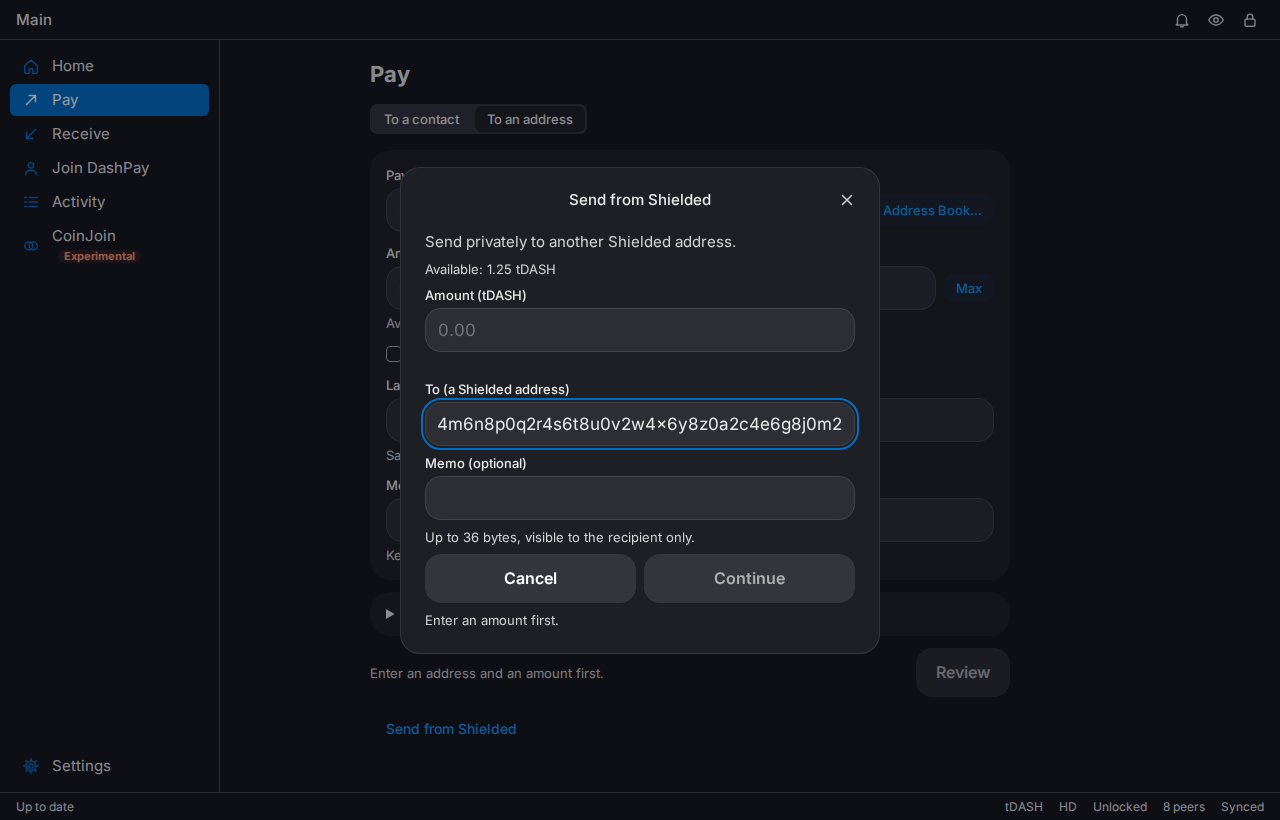 Main
Home
Pay
Receive
Join DashPay
Activity
CoinJoin
Experimental
Settings
Pay
To a contact
To an address
Address Book...
Max
Send from Shielded
Send privately to another Shielded address.
Available: 1.25 tDASH
Amount (tDASH)
0.00
To (a Shielded address)
4m6n8p0q2r4s6t8u0v2w4×6y8z0a2c4e6g8j0m2
Memo (optional)
Up to 36 bytes, visible to the recipient only.
Cancel
Continue
Enter an amount first.
Enter an address and an amount first.
Review
Send from Shielded
Up to date
tDASH
HD
Unlocked
8 peers
Synced